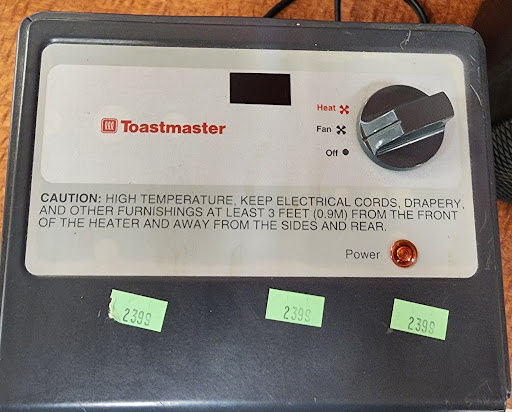 Toastmaster
Heat
Fan
Off
CAUTION: HIGH TEMPERATURE, KEEP ELECTRICAL CORDS, DRAPERY,
AND OTHER FURNISHINGS AT LEAST 3 FEET (0.9M) FROM THE FRONT
OF THE HEATER AND AWAY FROM THE SIDES AND REAR.
Power
2399 2399 2399